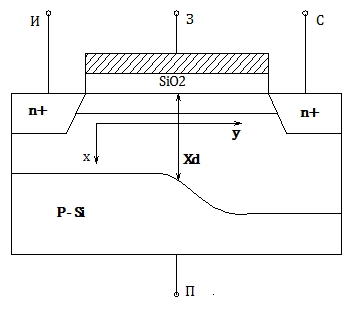 И З С
SiO2
n+ n+
x y
Xd
P-Si
П